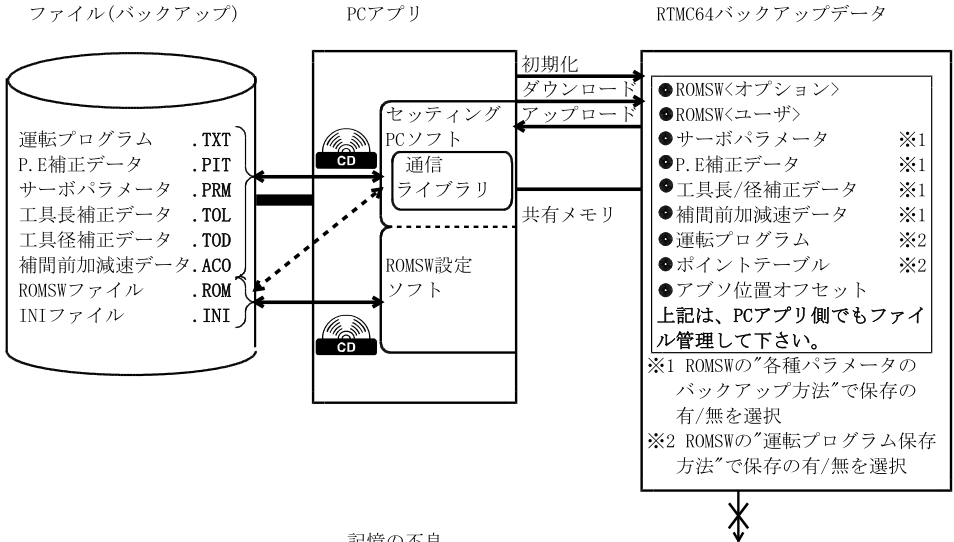 ファイル(バックアップ)
PCアプリ
RTMC64バックアップデータ
運転プログラム .TXT
P.E補正データ .PIT
サーボパラメータ .PRM
工具長補正データ .TOL
工具径補正データ .TOD
補間前加減速データ.ACO
ROMSWファイル .ROM
INIファイル .INI
CD
セッティング
PCソフト
通信
ライブラリ
ROMSW設定
ソフト
CD
初期化
ダウンロード
アップロード
共有メモリ
●ROMSW<オプション>
●ROMSW<ユーザ>
●サーボパラメータ ※1
●P.E補正データ ※1
●工具長/径補正データ ※1
●補間前加減速データ ※1
●運転プログラム ※2
●ポイントテーブル ※2
●アブソ位置オフセット
上記は、PCアプリ側でもファイ
ル管理して下さい。
※1 ROMSWの"各種パラメータの
バックアップ方法"で保存の
有/無を選択
※2 ROMSWの"運転プログラム保存
方法"で保存の有/無を選択